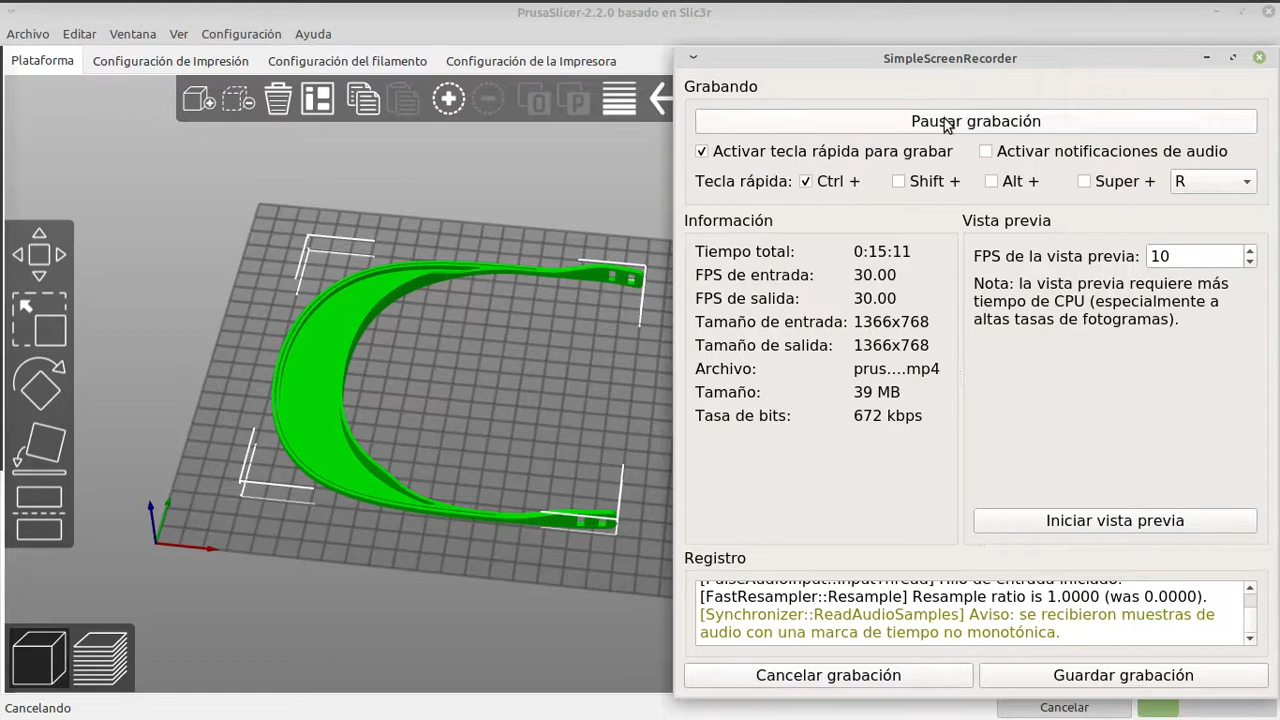 PrusaSlicer-2.2.0 basado en Slic3r
Archivo Editar Ventana Ver Configuración Ayuda
Plataforma Configuración de Impresión Configuración del filamento Configuración de la Impresora
SimpleScreenRecorder
Grabando
Pausar grabación
Activar tecla rápida para grabar Activar notificaciones de audio
Tecla rápida: Ctrl + Shift + Alt + Super + R
Información
Tiempo total: 0:15:11
FPS de entrada: 30.00
FPS de salida: 30.00
Tamaño de entrada: 1366x768
Tamaño de salida: 1366x768
Archivo: prus....mp4
Tamaño: 39 MB
Tasa de bits: 672 kbps
Vista previa
FPS de la vista previa: 10
Nota: la vista previa requiere más
tiempo de CPU (especialmente a
altas tasas de fotogramas).
Iniciar vista previa
Registro
[FalseAudioInput::InputThread] Hilo de entrada iniciado.
[FastResampler::Resample] Resample ratio is 1.0000 (was 0.0000).
[Synchronizer::ReadAudioSamples] Aviso: se recibieron muestras de
audio con una marca de tiempo no monotónica.
Cancelar grabación Guardar grabación
Cancelando Cancelar